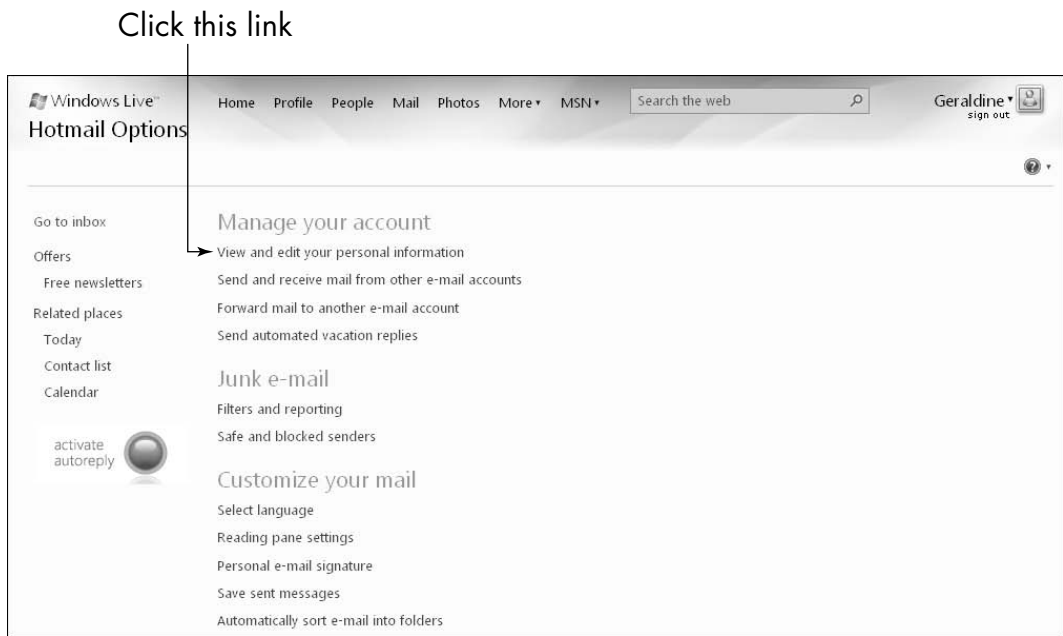 Click this link
Windows Live™
Home Profile People Mail Photos More MSN Search the web Geraldine
sign out
Hotmail Options
?
Go to inbox
Offers
Free newsletters
Related places
Today
Contact list
Calendar
activate
autoreply
Manage your account
View and edit your personal information
Send and receive mail from other e-mail accounts
Forward mail to another e-mail account
Send automated vacation replies
Junk e-mail
Filters and reporting
Safe and blocked senders
Customize your mail
Select language
Reading pane settings
Personal e-mail signature
Save sent messages
Automatically sort e-mail into folders